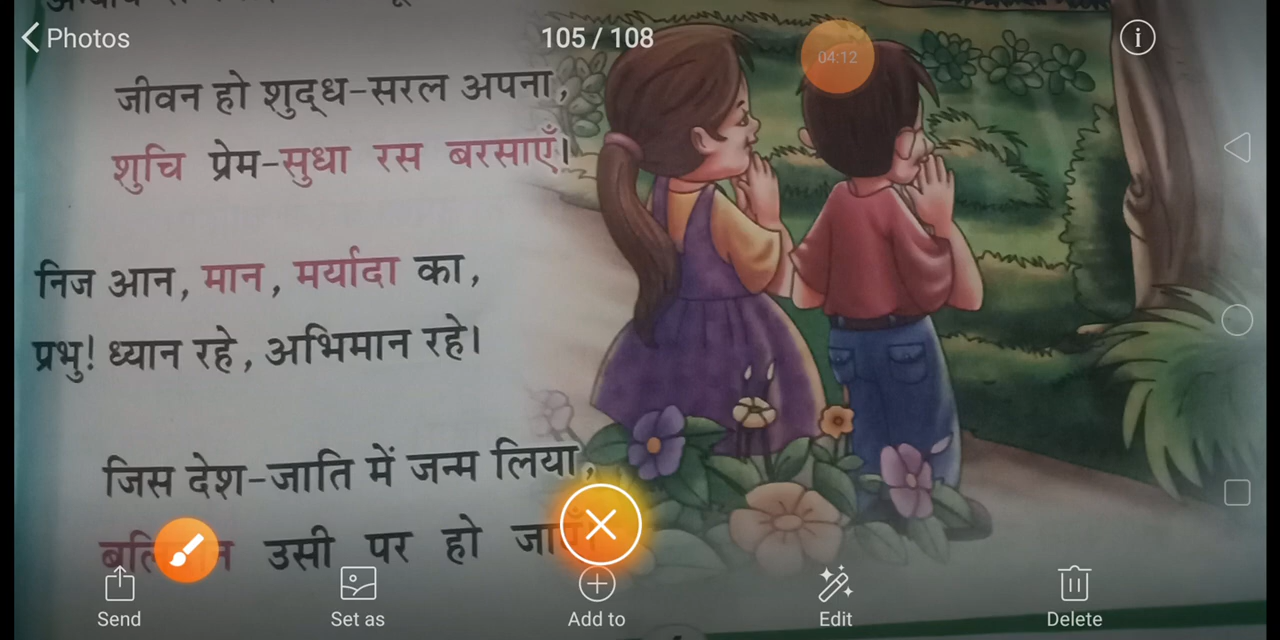 Photos
105 / 108
04:12
जीवन हो शुद्ध-सरल अपना,
शुचि प्रेम-सुधा रस बरसाएँ।
निज आन, मान, मर्यादा का,
प्रभु! ध्यान रहे, अभिमान रहे।
जिस देश-जाति में जन्म लिया,
उसी पर हो
Send
Set as
Add to
Edit
Delete